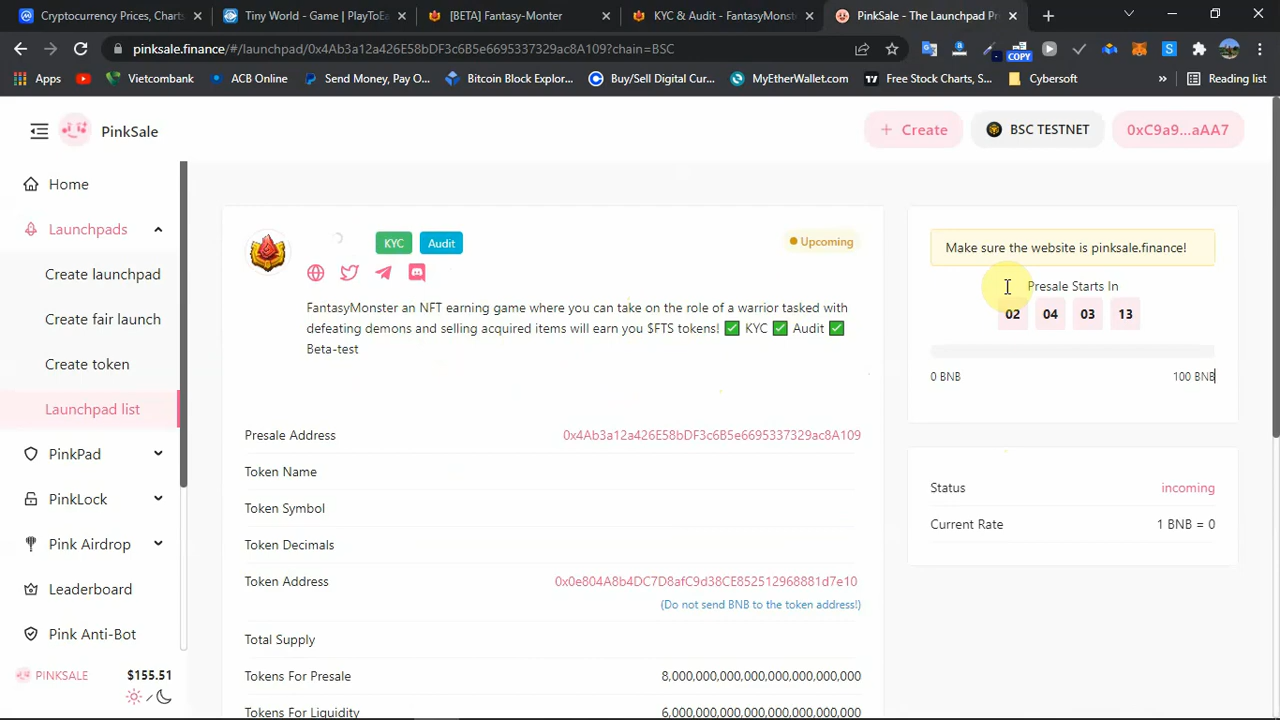 Cryptocurrency Prices, Charts
Tiny World - Game | PlayToEa
[BETA] Fantasy-Monter
KYC & Audit - FantasyMonst
PinkSale - The Launchpad Pr
pinksale.finance/#/launchpad/0x4Ab3a12a426E58bDF3c6B5e6695337329ac8A109?chain=BSC
COPY
Apps
Vietcombank
ACB Online
Send Money, Pay O...
Bitcoin Block Explor...
Buy/Sell Digital Cur...
MyEtherWallet.com
Free Stock Charts, S...
Cybersoft
»
Reading list
PinkSale
+ Create
BSC TESTNET
0xC9a9...aAA7
Home
Launchpads
Create launchpad
Create fair launch
Create token
Launchpad list
PinkPad
PinkLock
Pink Airdrop
Leaderboard
Pink Anti-Bot
PINKSALE $155.51
KYC
Audit
Upcoming
FantasyMonster an NFT earning game where you can take on the role of a warrior tasked with
defeating demons and selling acquired items will earn you $FTS tokens! ✅ KYC ✅ Audit ✅
Beta-test
Presale Address 0x4Ab3a12a426E58bDF3c6B5e6695337329ac8A109
Token Name
Token Symbol
Token Decimals
Token Address 0x0e804A8b4DC7D8afC9d38CE852512968881d7e10
(Do not send BNB to the token address!)
Total Supply
Tokens For Presale 8,000,000,000,000,000,000,000,000
Tokens For Liquidity 6,000,000,000,000,000,000,000,000
Make sure the website is pinksale.finance!
Presale Starts In
02 04 03 13
0 BNB 100 BNB
Status incoming
Current Rate 1 BNB = 0